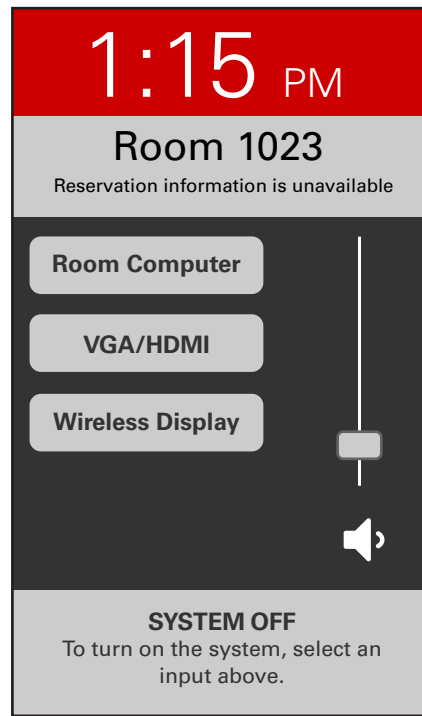 1:15 PM
Room 1023
Reservation information is unavailable
Room Computer
VGA/HDMI
Wireless Display
SYSTEM OFF
To turn on the system, select an
input above.